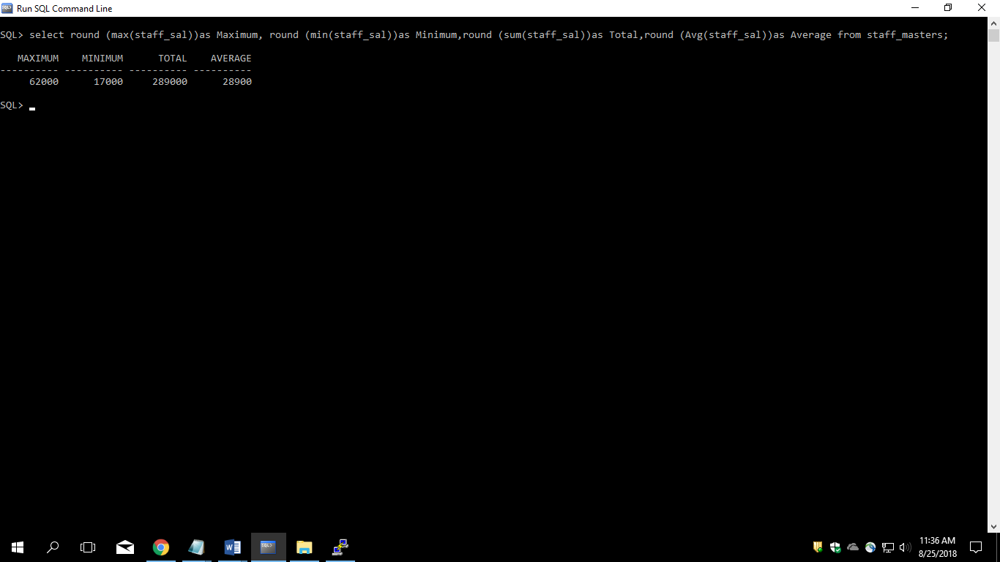 Run SQL Command Line
SQL> select round (max(staff_sal))as Maximum, round (min(staff_sal))as Minimum,round (sum(staff_sal))as Total,round (Avg(staff_sal))as Average from staff_masters;
MAXIMUM MINIMUM TOTAL AVERAGE
---------- ---------- ---------- ----------
62000 17000 289000 28900
SQL>
11:36 AM
8/25/2018